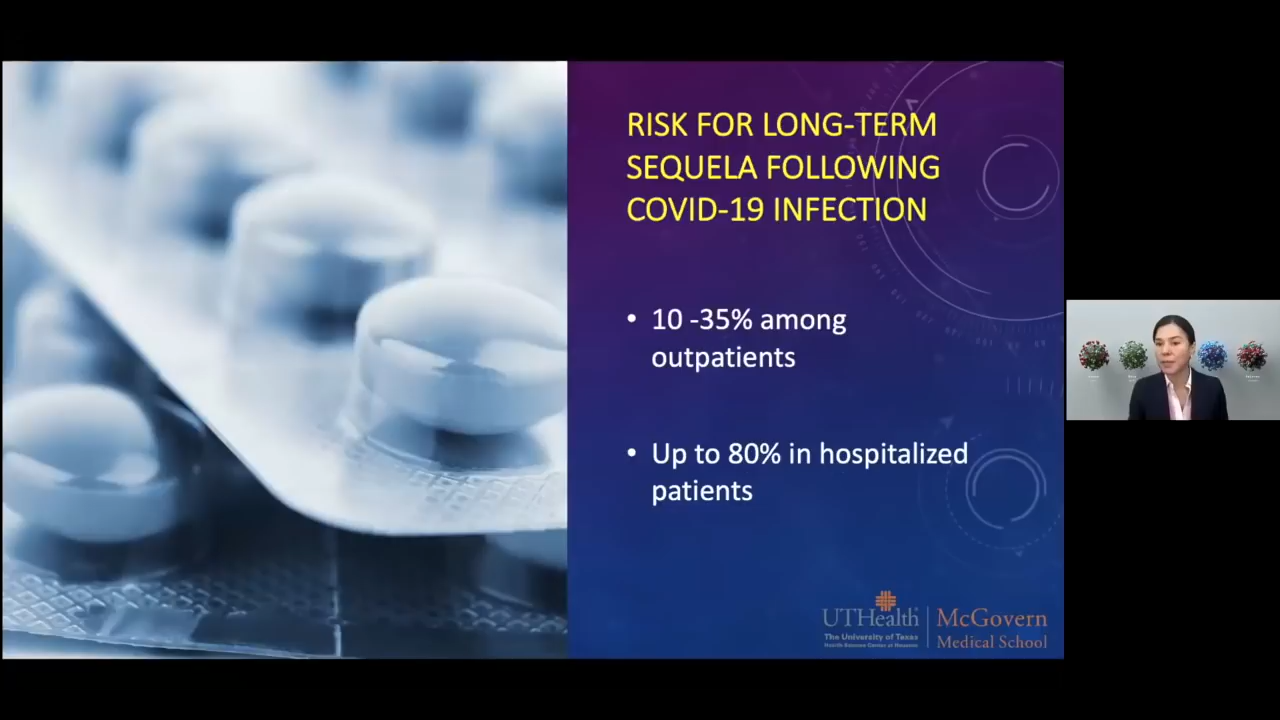 RISK FOR LONG-TERM
SEQUELA FOLLOWING
COVID-19 INFECTION
• 10 -35% among
outpatients
• Up to 80% in hospitalized
patients
UTHealth
The University of Texas
Health Science Center at Houston
McGovern
Medical School